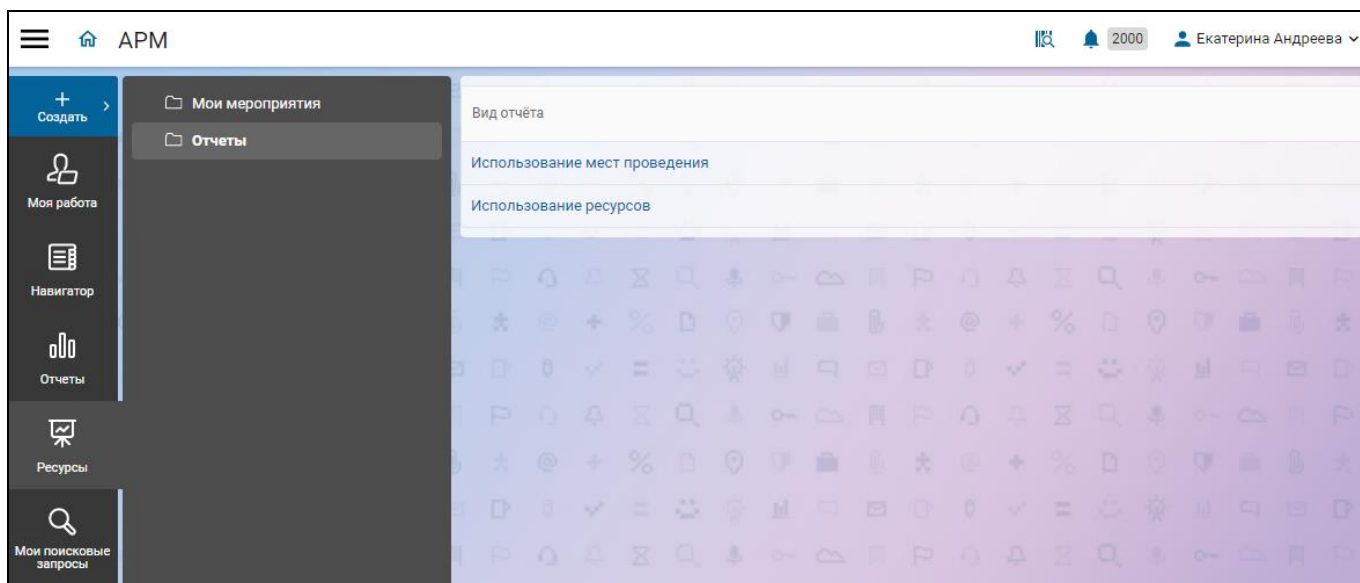 АРМ
2000
Екатерина Андреева
Создать
Мои мероприятия
Отчеты
Вид отчёта
Использование мест проведения
Использование ресурсов
Моя работа
Навигатор
Отчеты
Ресурсы
Мои поисковые
запросы